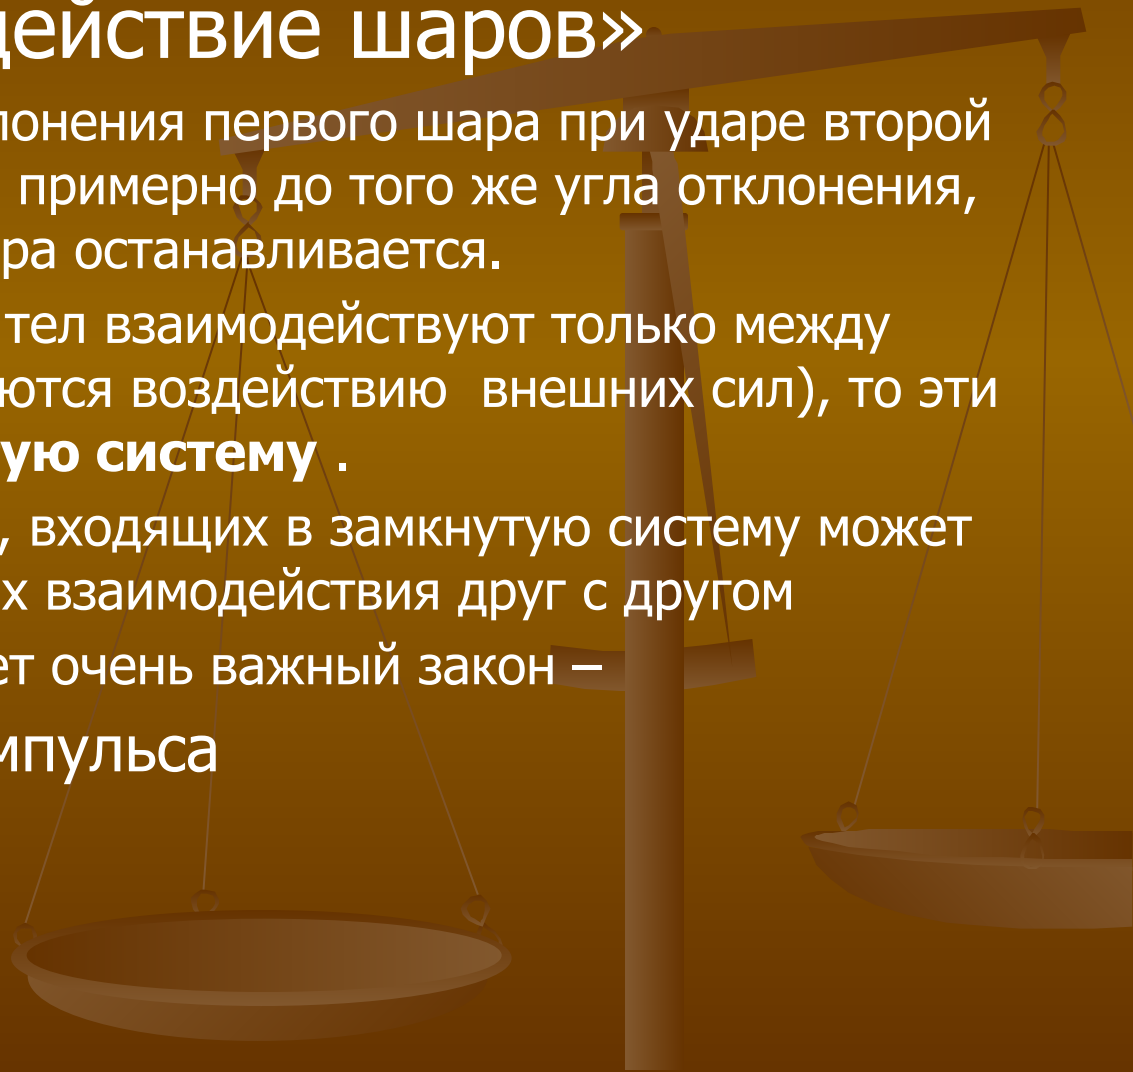 действие шаров»
лонения первого шара при ударе второй
примерно до того же угла отклонения,
ра останавливается.
тел взаимодействуют только между
ются воздействию внешних сил), то эти
ую систему .
, входящих в замкнутую систему может
х взаимодействия друг с другом
ет очень важный закон –
мпульса